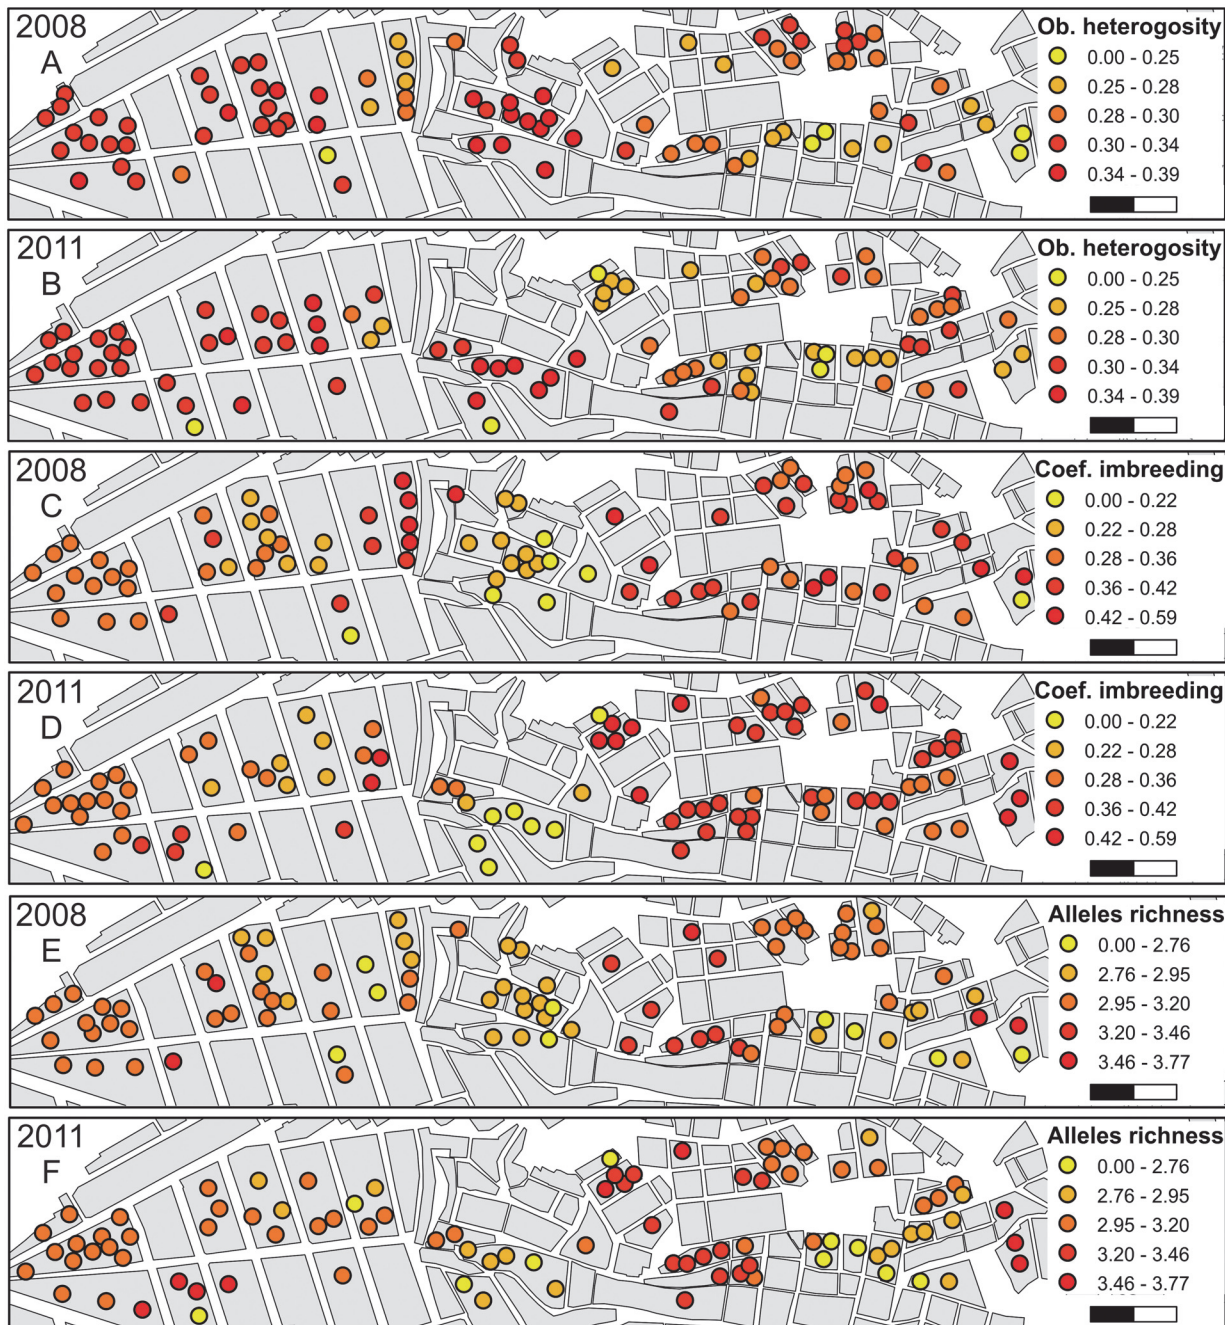 2008
A
Ob. heterogosity
0.00 - 0.25
0.25 - 0.28
0.28 - 0.30
0.30 - 0.34
0.34 - 0.39
2011
B
Ob. heterogosity
0.00 - 0.25
0.25 - 0.28
0.28 - 0.30
0.30 - 0.34
0.34 - 0.39
2008
C
Coef. imbreeding
0.00 - 0.22
0.22 - 0.28
0.28 - 0.36
0.36 - 0.42
0.42 - 0.59
2011
D
Coef. imbreeding
0.00 - 0.22
0.22 - 0.28
0.28 - 0.36
0.36 - 0.42
0.42 - 0.59
2008
E
Alleles richness
0.00 - 2.76
2.76 - 2.95
2.95 - 3.20
3.20 - 3.46
3.46 - 3.77
2011
F
Alleles richness
0.00 - 2.76
2.76 - 2.95
2.95 - 3.20
3.20 - 3.46
3.46 - 3.77